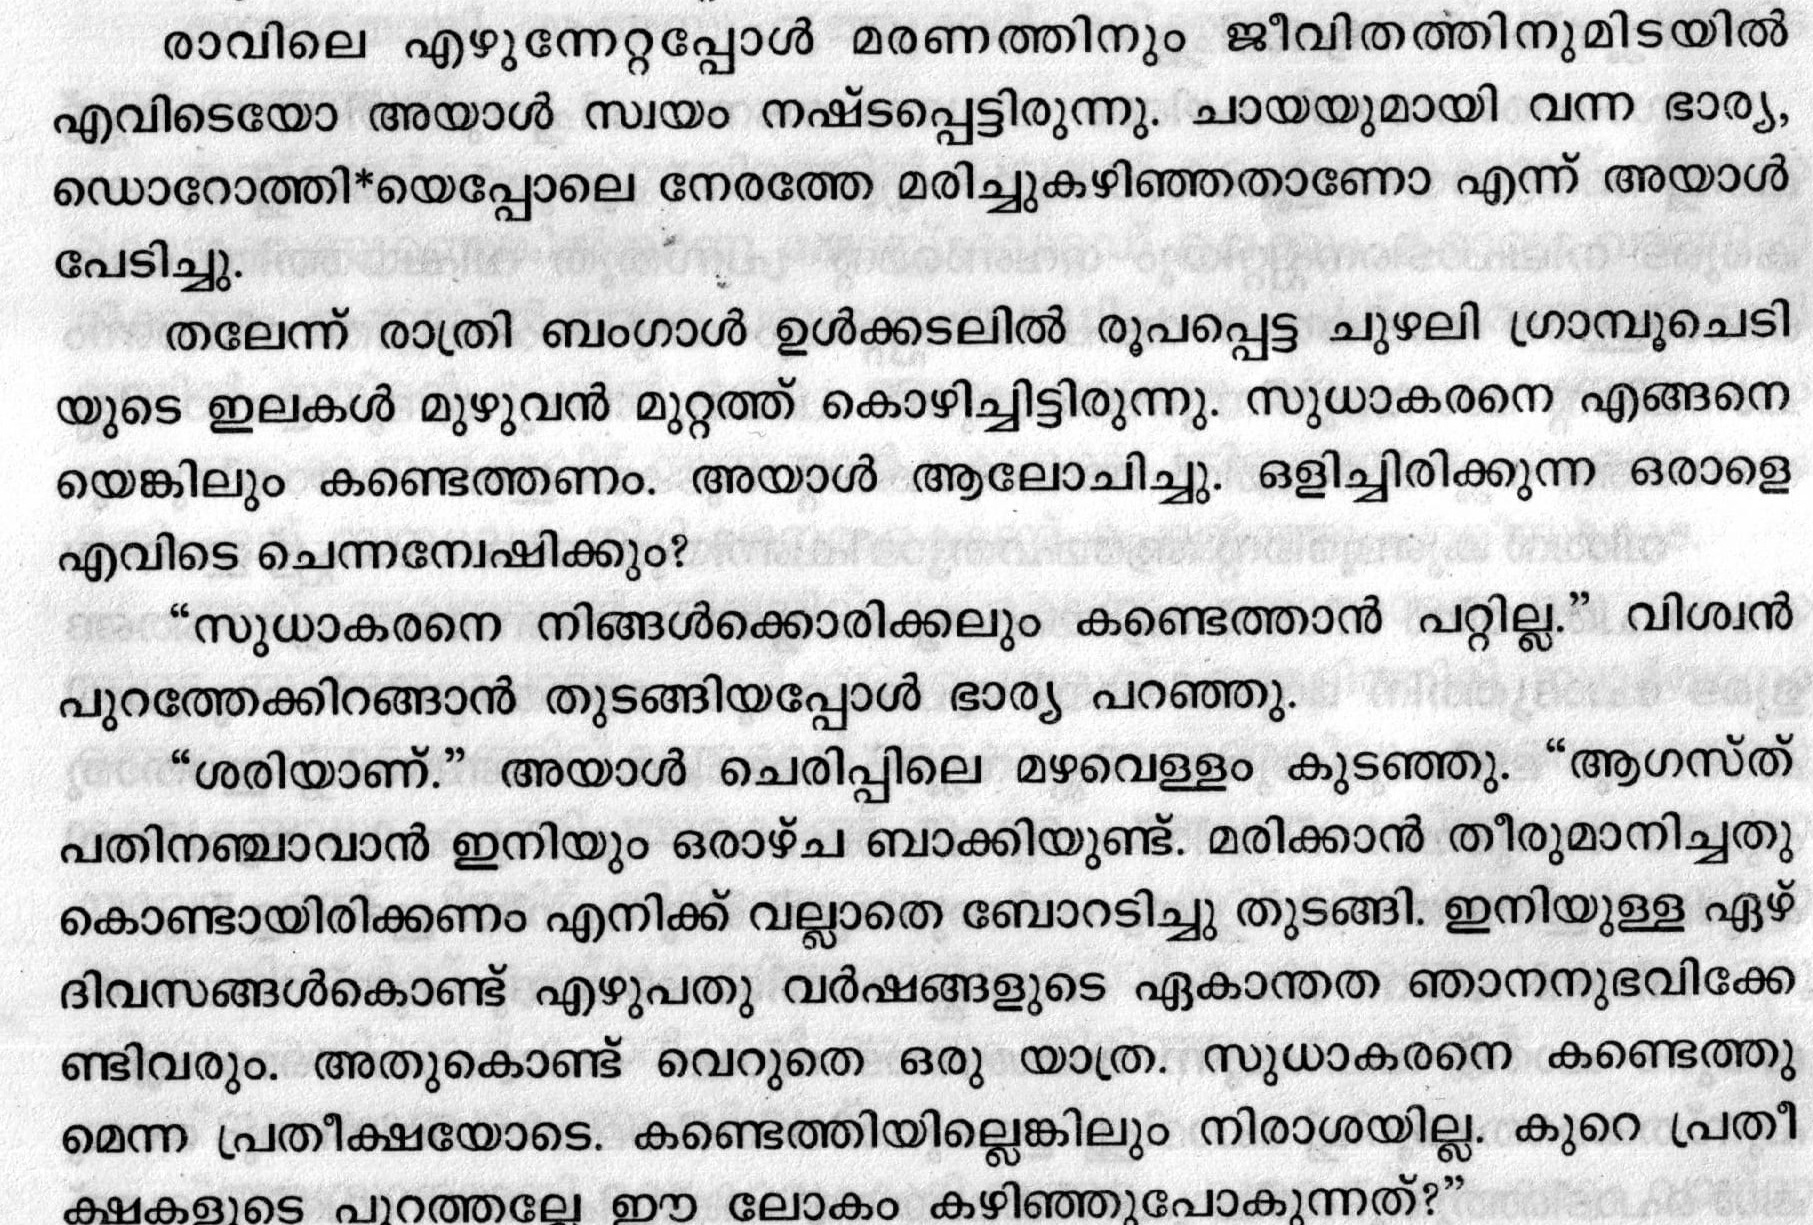 രാവിലെ എഴുന്നേറ്റപ്പോൾ മരണത്തിനും ജീവിതത്തിനുമിടയിൽ
എവിടെയോ അയാൾ സ്വയം നഷ്ടപ്പെട്ടിരുന്നു. ചായയുമായി വന്ന ഭാര്യ,
ഡൊറോത്തി*യെപ്പോലെ നേരത്തേ മരിച്ചുകഴിഞ്ഞതാണോ എന്ന് അയാൾ
പേടിച്ചു.
തലേന്ന് രാത്രി ബംഗാൾ ഉൾക്കടലിൽ രൂപപ്പെട്ട ചുഴലി ഗ്രാമ്പൂചെടി
യുടെ ഇലകൾ മുഴുവൻ മുറ്റത്ത് കൊഴിച്ചിട്ടിരുന്നു. സുധാകരനെ എങ്ങനെ
യെങ്കിലും കണ്ടെത്തണം. അയാൾ ആലോചിച്ചു. ഒളിച്ചിരിക്കുന്ന ഒരാളെ
എവിടെ ചെന്നന്വേഷിക്കും?
“സുധാകരനെ നിങ്ങൾക്കൊരിക്കലും കണ്ടെത്താൻ പറ്റില്ല.” വിശ്വൻ
പുറത്തേക്കിറങ്ങാൻ തുടങ്ങിയപ്പോൾ ഭാര്യ പറഞ്ഞു.
“ശരിയാണ്.” അയാൾ ചെരിപ്പിലെ മഴവെള്ളം കുടഞ്ഞു. “ആഗസ്ത്
പതിനഞ്ചാവാൻ ഇനിയും ഒരാഴ്ച ബാക്കിയുണ്ട്. മരിക്കാൻ തീരുമാനിച്ചതു
കൊണ്ടായിരിക്കണം എനിക്ക് വല്ലാതെ ബോറടിച്ചു തുടങ്ങി. ഇനിയുള്ള ഏഴ്
ദിവസങ്ങൾകൊണ്ട് എഴുപതു വർഷങ്ങളുടെ ഏകാന്തത ഞാനനുഭവിക്കേ
ണ്ടിവരും. അതുകൊണ്ട് വെറുതെ ഒരു യാത്ര. സുധാകരനെ കണ്ടെത്തു
മെന്ന പ്രതീക്ഷയോടെ. കണ്ടെത്തിയില്ലെങ്കിലും നിരാശയില്ല. കുറെ പ്രതീ
ക്ഷകളുടെ പുറത്തല്ലേ ഈ ലോകം കഴിഞ്ഞുപോകുന്നത്?”